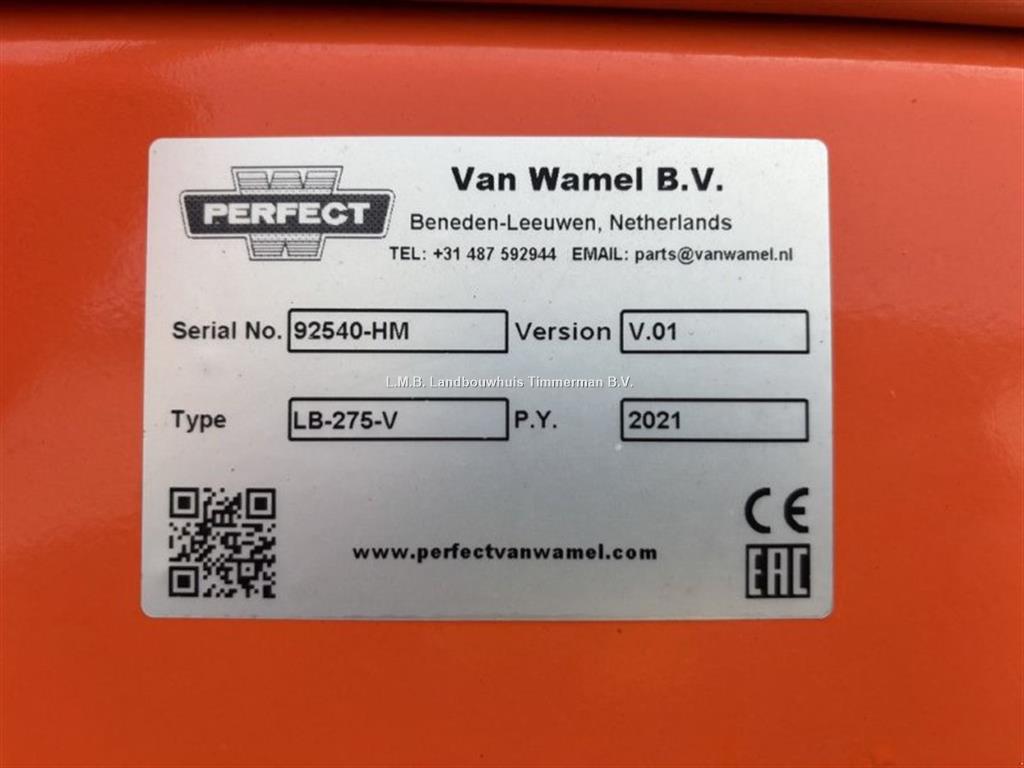 W
PERFECT
W
Van Wamel B.V.
Beneden-Leeuwen, Netherlands
TEL: +31 487 592944 EMAIL: parts@vanwamel.nl
Serial No. 92540-HM Version V.01
L.M.B. Landbouwhuis Timmerman B.V.
Type LB-275-V P.Y. 2021
CE
www.perfectvanwamel.com
EAC